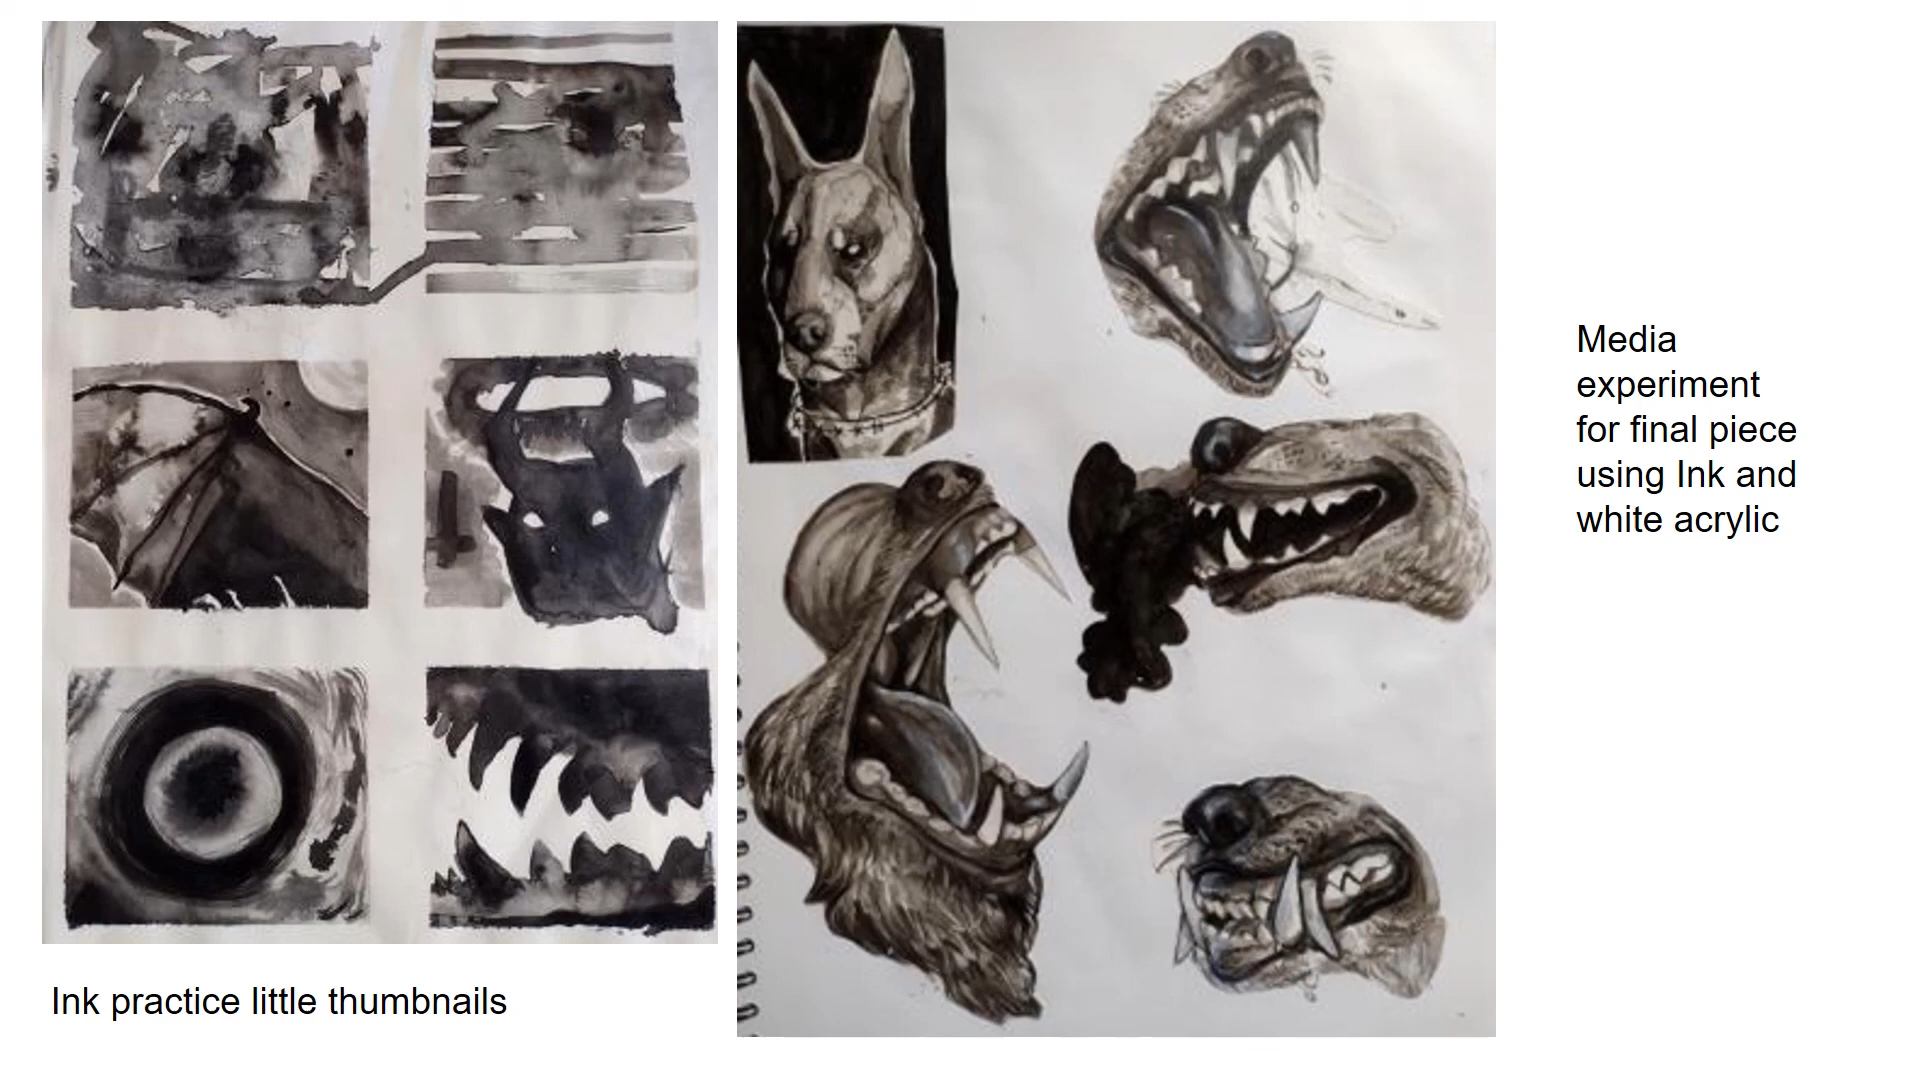 Media
experiment
for final piece
using Ink and
white acrylic
Ink practice little thumbnails